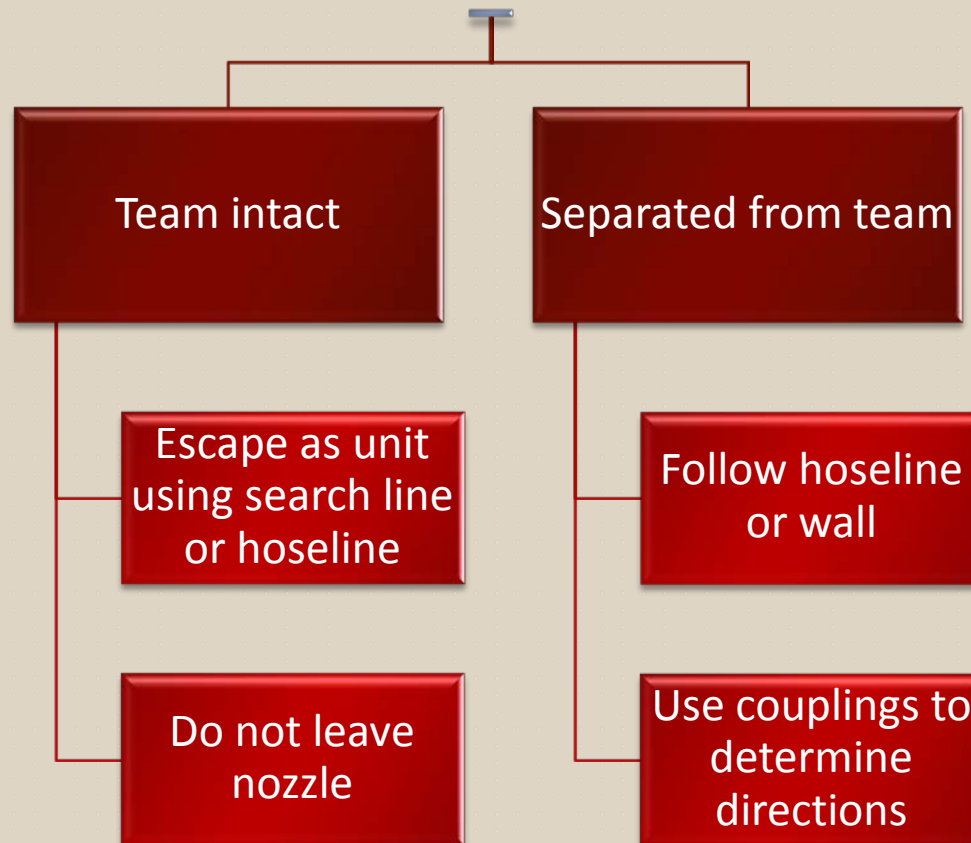 Team intact
Separated from team
Escape as unit
using search line
or hoseline
Follow hoseline
or wall
Do not leave
nozzle
Use couplings to
determine
directions